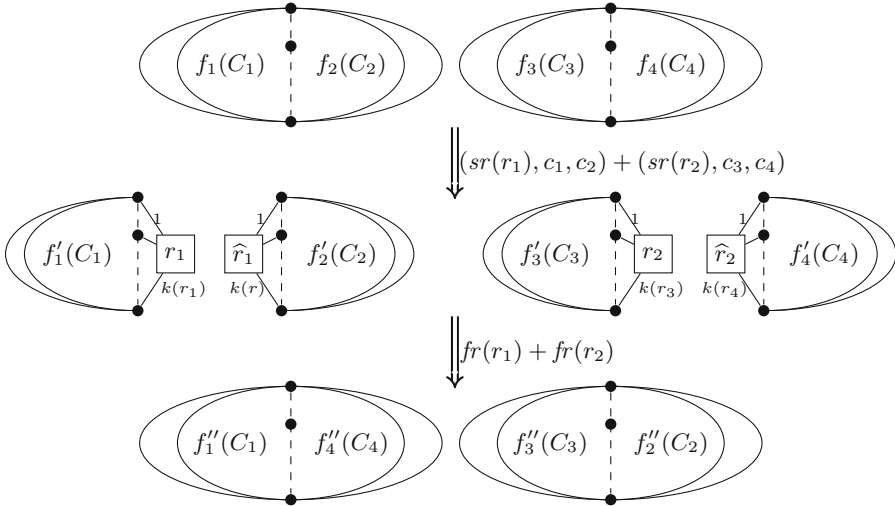 f₁(C₁) f₂(C₂) f₃(C₃) f₄(C₄)
(sr(r₁), c₁, c₂) + (sr(r₂), c₃, c₄)
1 1 1 1
f′₁(C₁) r₁ r̂₁ f′₂(C₂) f′₃(C₃) r₂ r̂₂ f′₄(C₄)
k(r₁) k(r) k(r₃) k(r₄)
fr(r₁) + fr(r₂)
f″₁(C₁) f″₄(C₄) f″₃(C₃) f″₂(C₂)